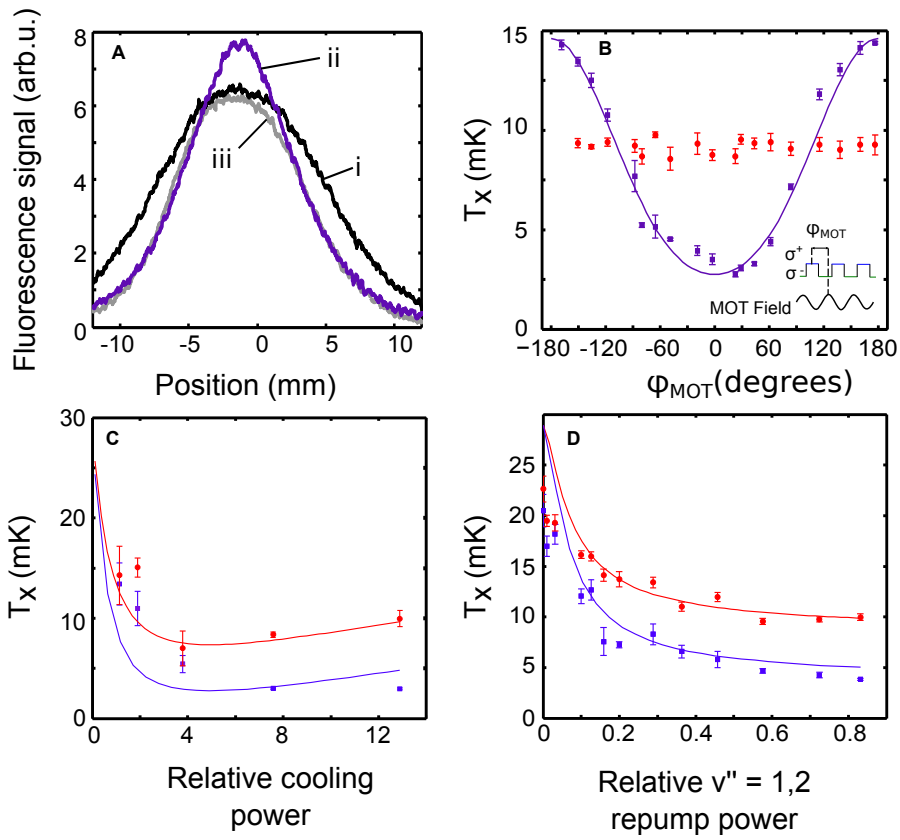 A
Fluorescence signal (arb.u.)
8
6
4
2
0
-10 -5 0 5 10
Position (mm)
i
ii
iii
B
T_X (mK)
15
10
5
0
−180 -120 -60 0 60 120 180
φ_MOT(degrees)
φ_MOT
σ⁺
σ⁻
MOT Field
C
T_X (mK)
30
20
10
0
0 4 8 12
Relative cooling
power
D
T_X (mK)
25
20
15
10
5
0
0 0.2 0.4 0.6 0.8
Relative v" = 1,2
repump power